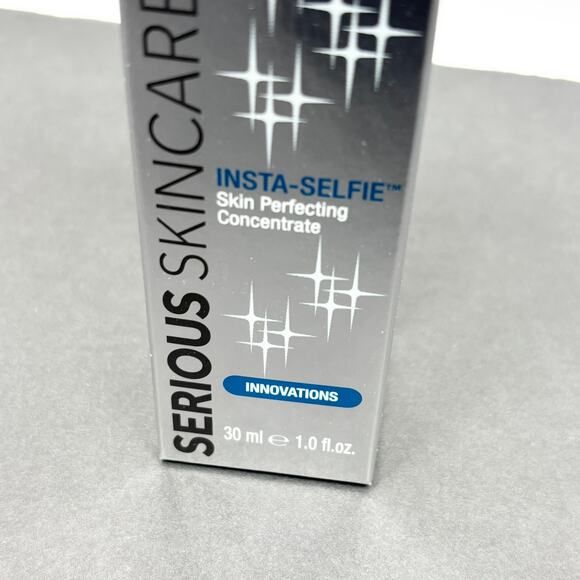 SERIOUS SKINCARE
INSTA-SELFIE™
Skin Perfecting
Concentrate
INNOVATIONS
30 ml ℮ 1.0 fl.oz.